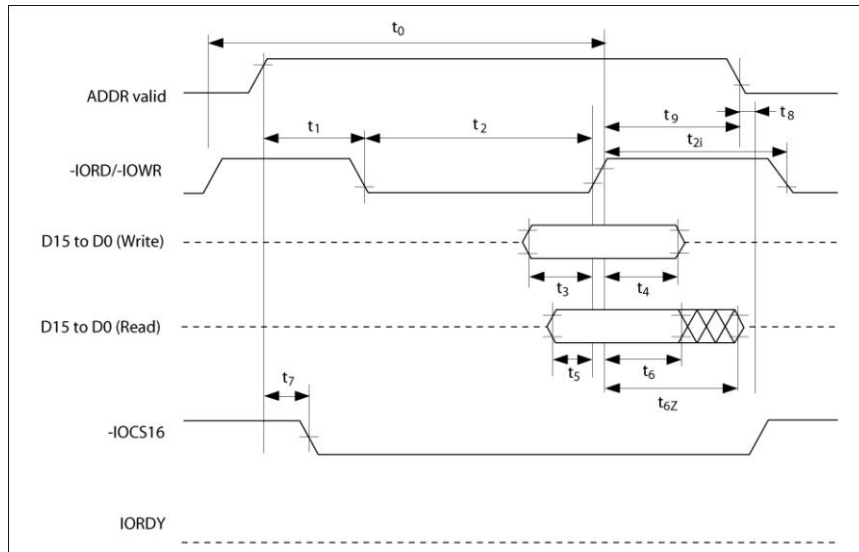 t0
ADDR valid
t9
t8
t1
t2
t2i
-IORD/-IOWR
D15 to D0 (Write)
t3
t4
D15 to D0 (Read)
t5
t6
t7
t6Z
-IOCS16
IORDY